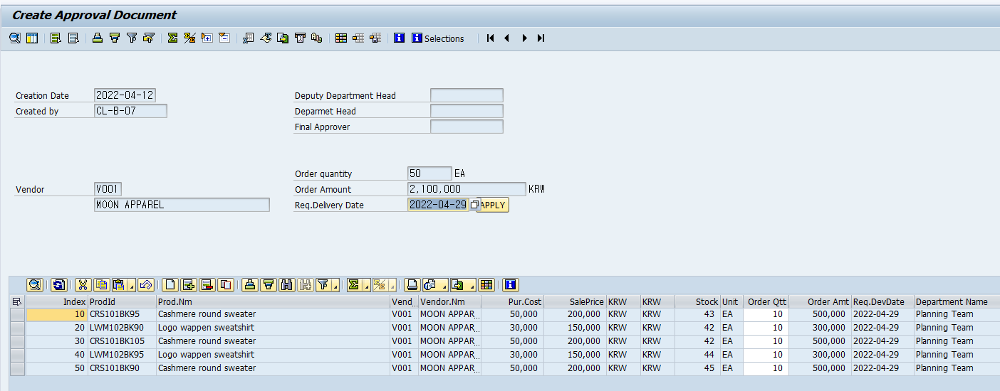 Create Approval Document
Selections
Creation Date 2022-04-12 Deputy Department Head
Created by CL-B-07 Deparmet Head
Final Approver
Order quantity 50 EA
Vendor V001 Order Amount 2,100,000 KRW
MOON APPAREL Req.Delivery Date 2022-04-29 APPLY
Index ProdId Prod.Nm Vend... Vendor.Nm Pur.Cost SalePrice KRW KRW Stock Unit Order Qtt Order Amt Req.DevDate Department Name
10 CRS101BK95 Cashmere round sweater V001 MOON APPAR... 50,000 200,000 KRW KRW 43 EA 10 500,000 2022-04-29 Planning Team
20 LWM102BK90 Logo wappen sweatshirt V001 MOON APPAR... 30,000 150,000 KRW KRW 42 EA 10 300,000 2022-04-29 Planning Team
30 CRS101BK105 Cashmere round sweater V001 MOON APPAR... 50,000 200,000 KRW KRW 42 EA 10 500,000 2022-04-29 Planning Team
40 LWM102BK95 Logo wappen sweatshirt V001 MOON APPAR... 30,000 150,000 KRW KRW 44 EA 10 300,000 2022-04-29 Planning Team
50 CRS101BK90 Cashmere round sweater V001 MOON APPAR... 50,000 200,000 KRW KRW 45 EA 10 500,000 2022-04-29 Planning Team